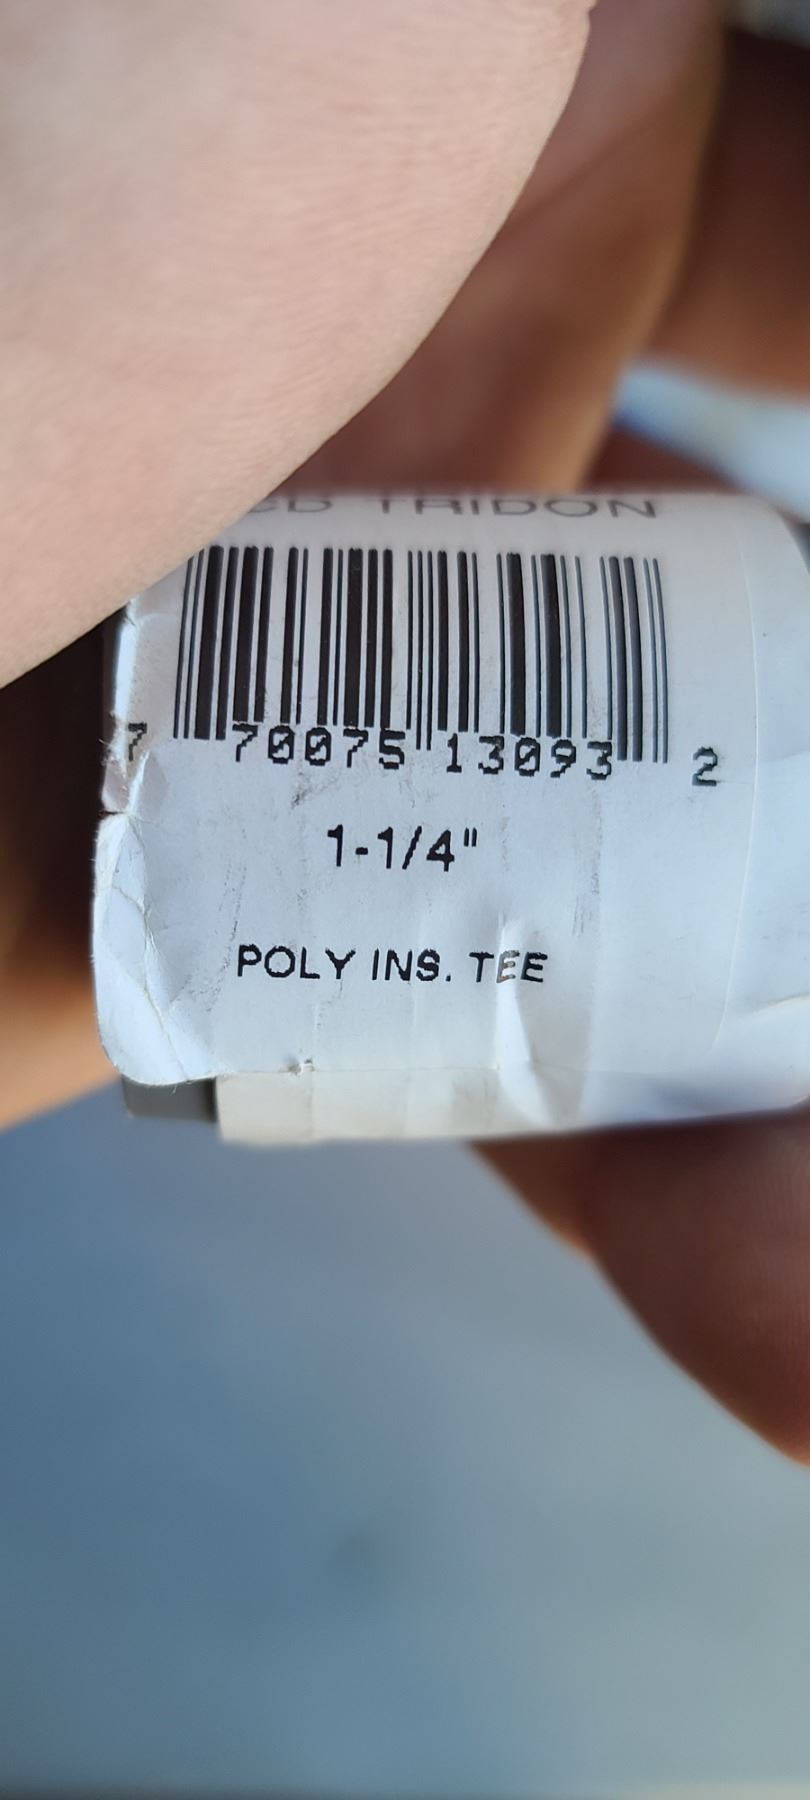 TRIDON
7 70075 13093 2
1-1/4"
POLY INS. TEE